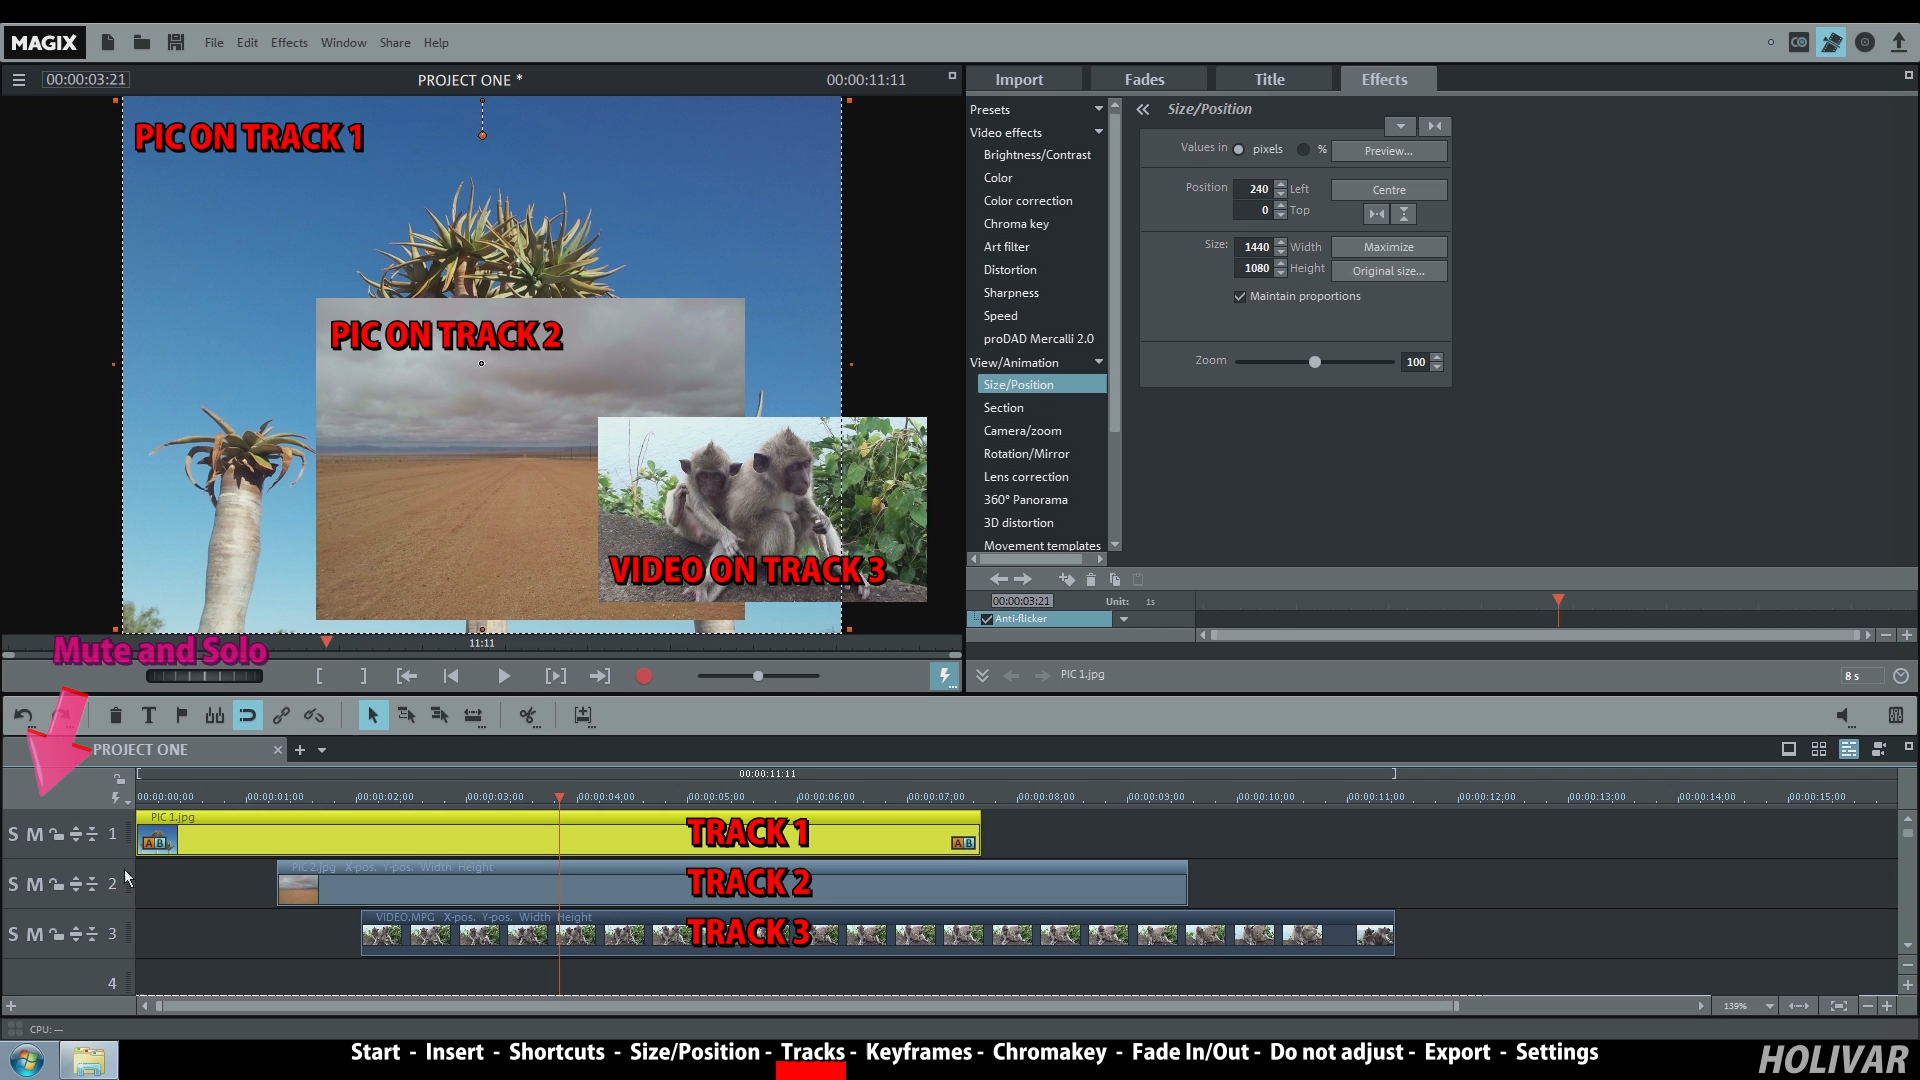 MAGIX File Edit Effects Window Share Help
00:00:03:21 PROJECT ONE * 00:00:11:11
Import Fades Title Effects
PIC ON TRACK 1
PIC ON TRACK 2
VIDEO ON TRACK 3
Presets
Video effects
Brightness/Contrast
Color
Color correction
Chroma key
Art filter
Distortion
Sharpness
Speed
proDAD Mercalli 2.0
View/Animation
Size/Position
Section
Camera/zoom
Rotation/Mirror
Lens correction
360° Panorama
3D distortion
Movement templates
Size/Position
Values in pixels % Preview...
Position 240 Left Centre
0 Top
Size: 1440 Width Maximize
1080 Height Original size...
Maintain proportions
Zoom 100
00:00:03:21 Unit: 1s
Anti-flicker
PIC 1.jpg 8 s
11:11
Mute and Solo
PROJECT ONE
00:00:11:11
00:00:00;00 00:00:01;00 00:00:02;00 00:00:03;00 00:00:04;00 00:00:05;00 00:00:06;00 00:00:07;00 00:00:08;00 00:00:09;00 00:00:10;00 00:00:11;00 00:00:12;00 00:00:13;00 00:00:14;00 00:00:15;00
PIC 1.jpg
S M 1 AB TRACK 1 AB
PIC 2.jpg X-pos. Y-pos. Width Height
S M 2 TRACK 2
VIDEO.MPG X-pos. Y-pos. Width Height
S M 3 TRACK 3
4
139%
CPU: —
Start - Insert - Shortcuts - Size/Position - Tracks - Keyframes - Chromakey - Fade In/Out - Do not adjust - Export - Settings
HOLIVAR